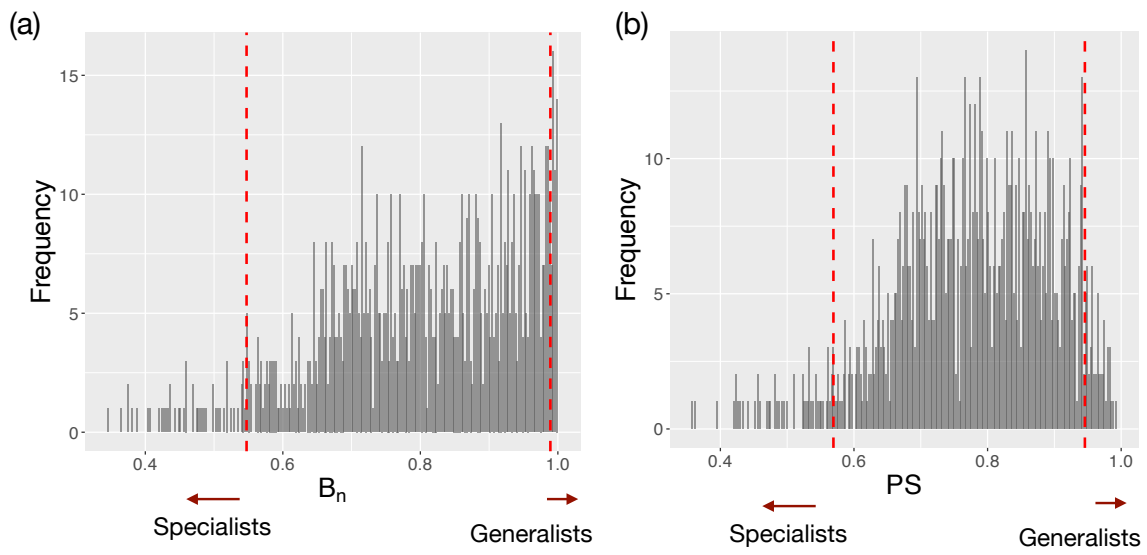 (a)
Frequency
15
10
5
0
0.4 0.6 0.8 1.0
Bₙ
Specialists Generalists
(b)
Frequency
10
5
0
0.4 0.6 0.8 1.0
PS
Specialists Generalists